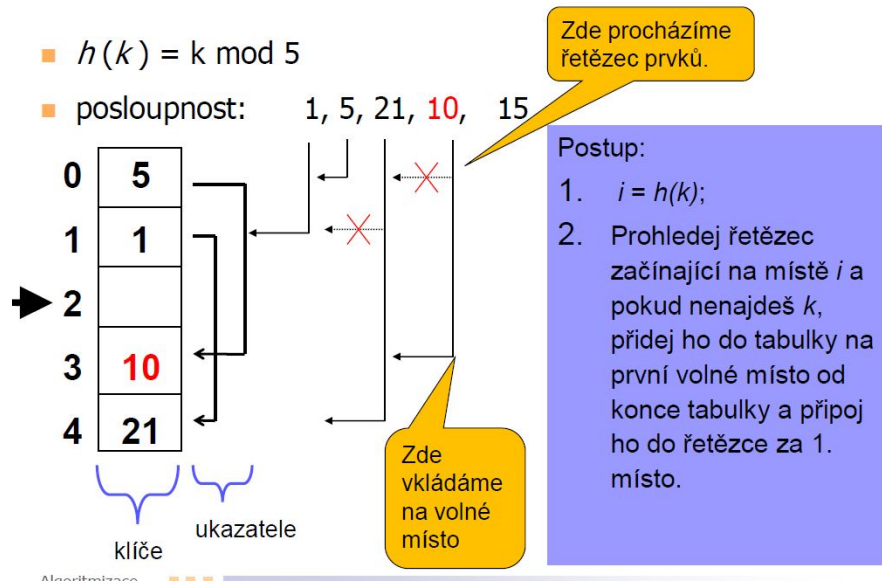 h(k) = k mod 5
posloupnost: 1, 5, 21, 10, 15
Zde procházíme
řetězec prvků.
0 5
1 1
2
3 10
4 21
klíče
ukazatele
Zde
vkládáme
na volné
místo
Postup:
1. i = h(k);
2. Prohledej řetězec
začínající na místě i a
pokud nenajdeš k,
přidej ho do tabulky na
první volné místo od
konce tabulky a připoj
ho do řetězce za 1.
místo.
Algoritmizace